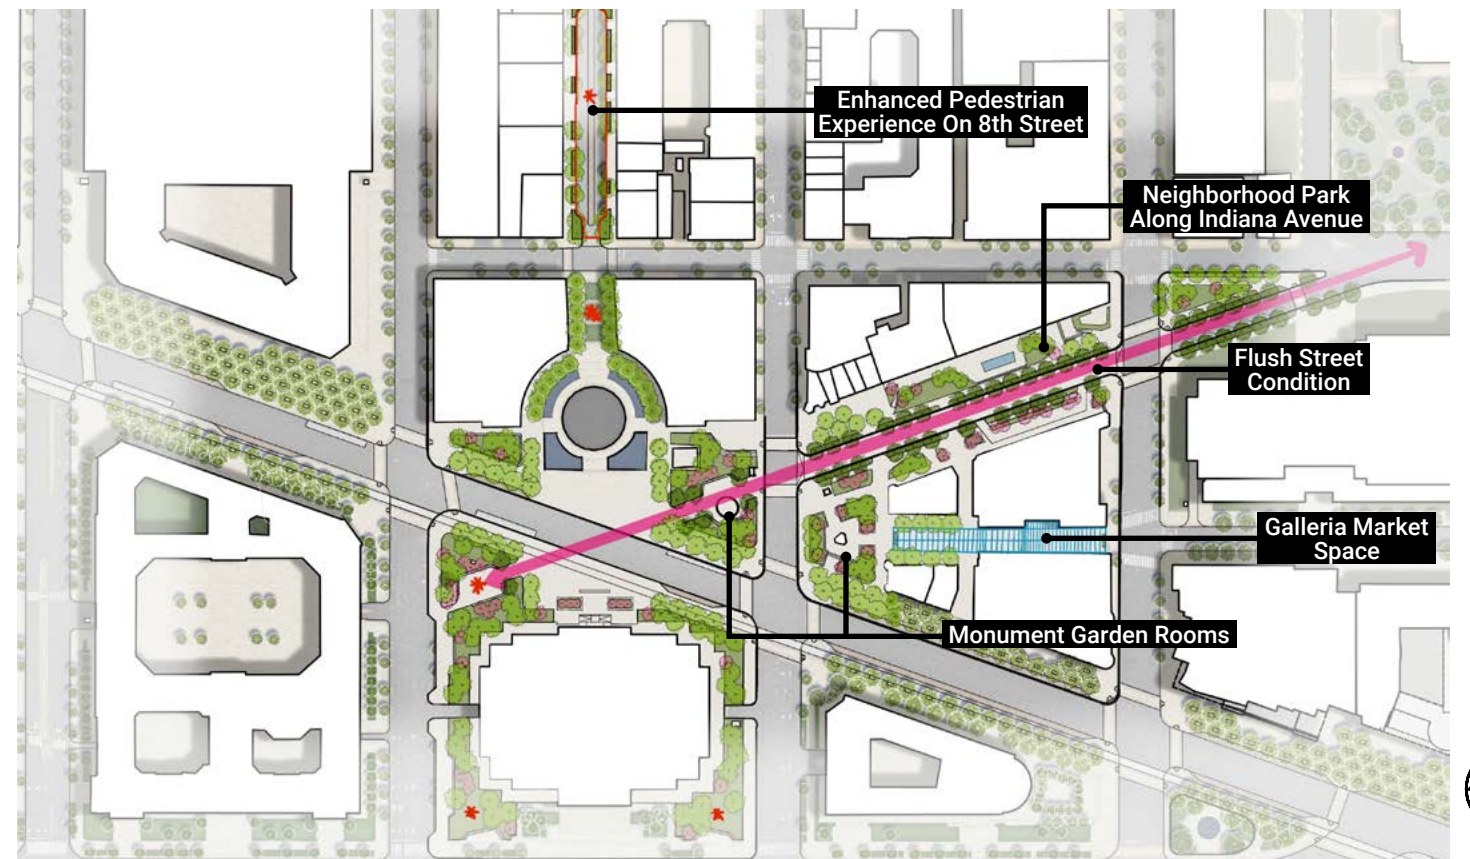 Enhanced Pedestrian
Experience On 8th Street
Neighborhood Park
Along Indiana Avenue
Flush Street
Condition
Galleria Market
Space
Monument Garden Rooms